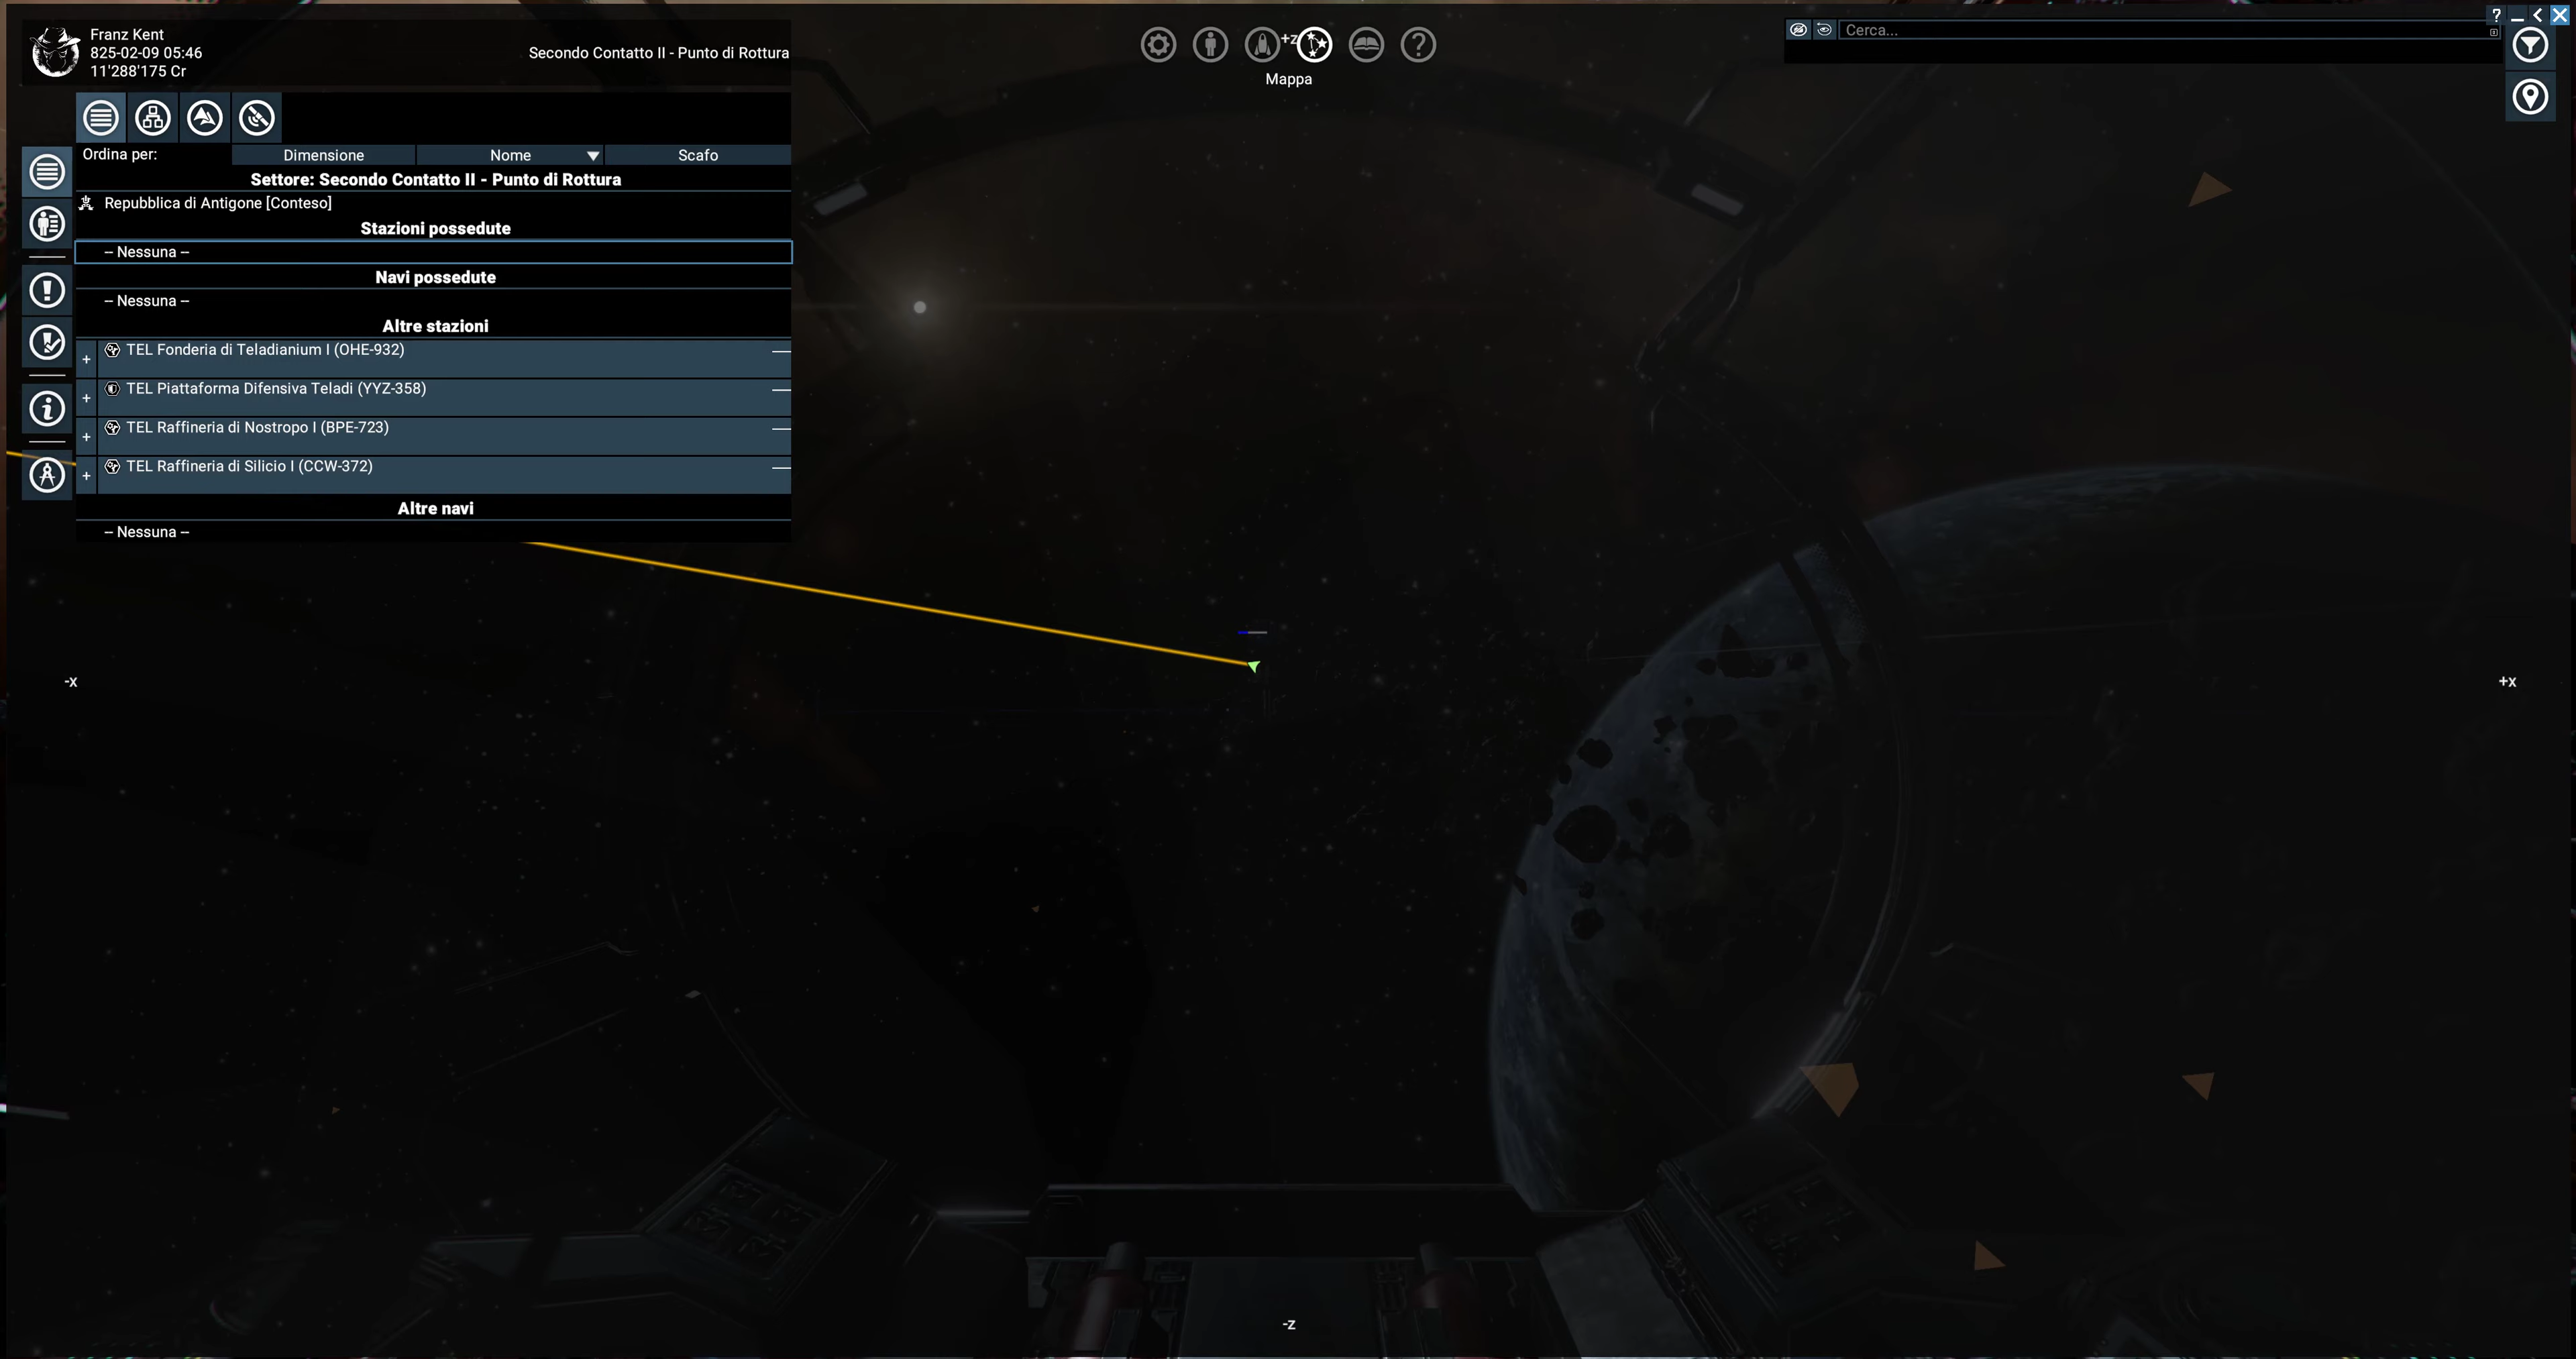 Franz Kent
825-02-09 05:46
11'288'175 Cr
Secondo Contatto II - Punto di Rottura
+z
Mappa
Cerca...
?
Ordina per:
Dimensione
Nome
Scafo
Settore: Secondo Contatto II - Punto di Rottura
Repubblica di Antigone [Conteso]
Stazioni possedute
-- Nessuna --
Navi possedute
-- Nessuna --
Altre stazioni
+ TEL Fonderia di Teladianium I (OHE-932)
+ TEL Piattaforma Difensiva Teladi (YYZ-358)
+ TEL Raffineria di Nostropo I (BPE-723)
+ TEL Raffineria di Silicio I (CCW-372)
Altre navi
-- Nessuna --
-x
+x
-z